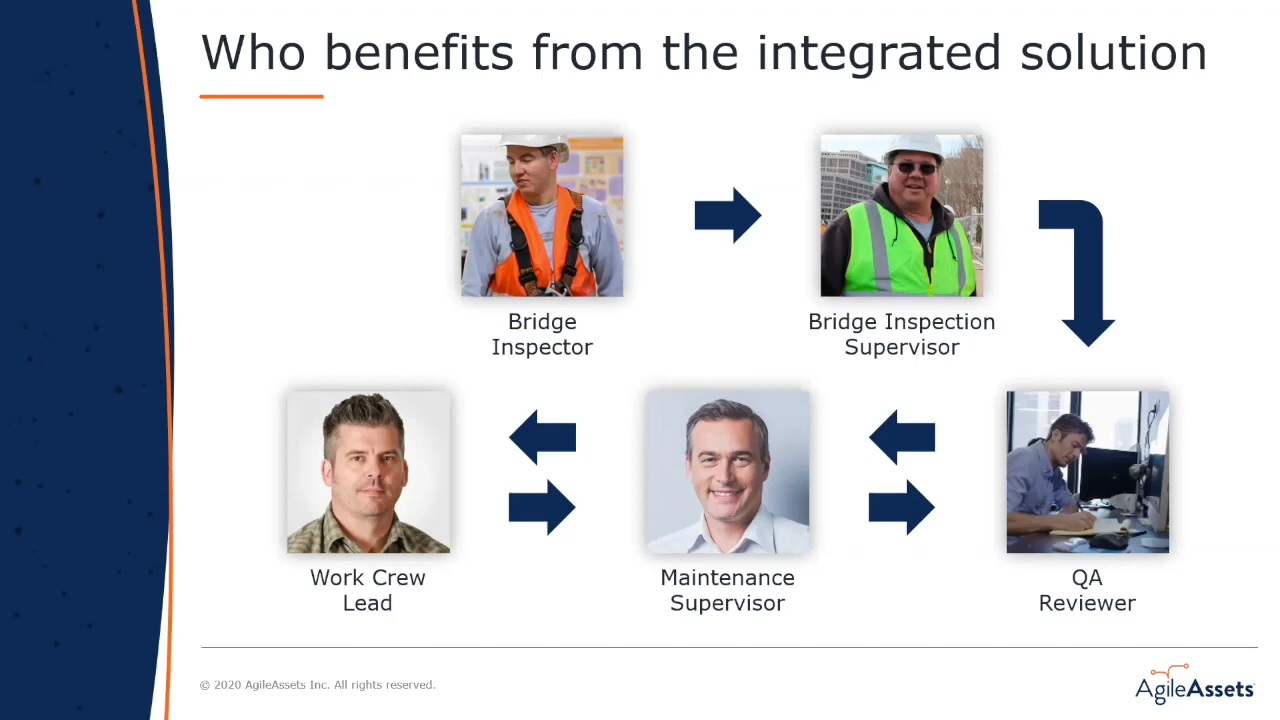 Who benefits from the integrated solution
Bridge
Inspector
Bridge Inspection
Supervisor
Work Crew
Lead
Maintenance
Supervisor
QA
Reviewer
© 2020 AgileAssets Inc. All rights reserved.
AgileAssets